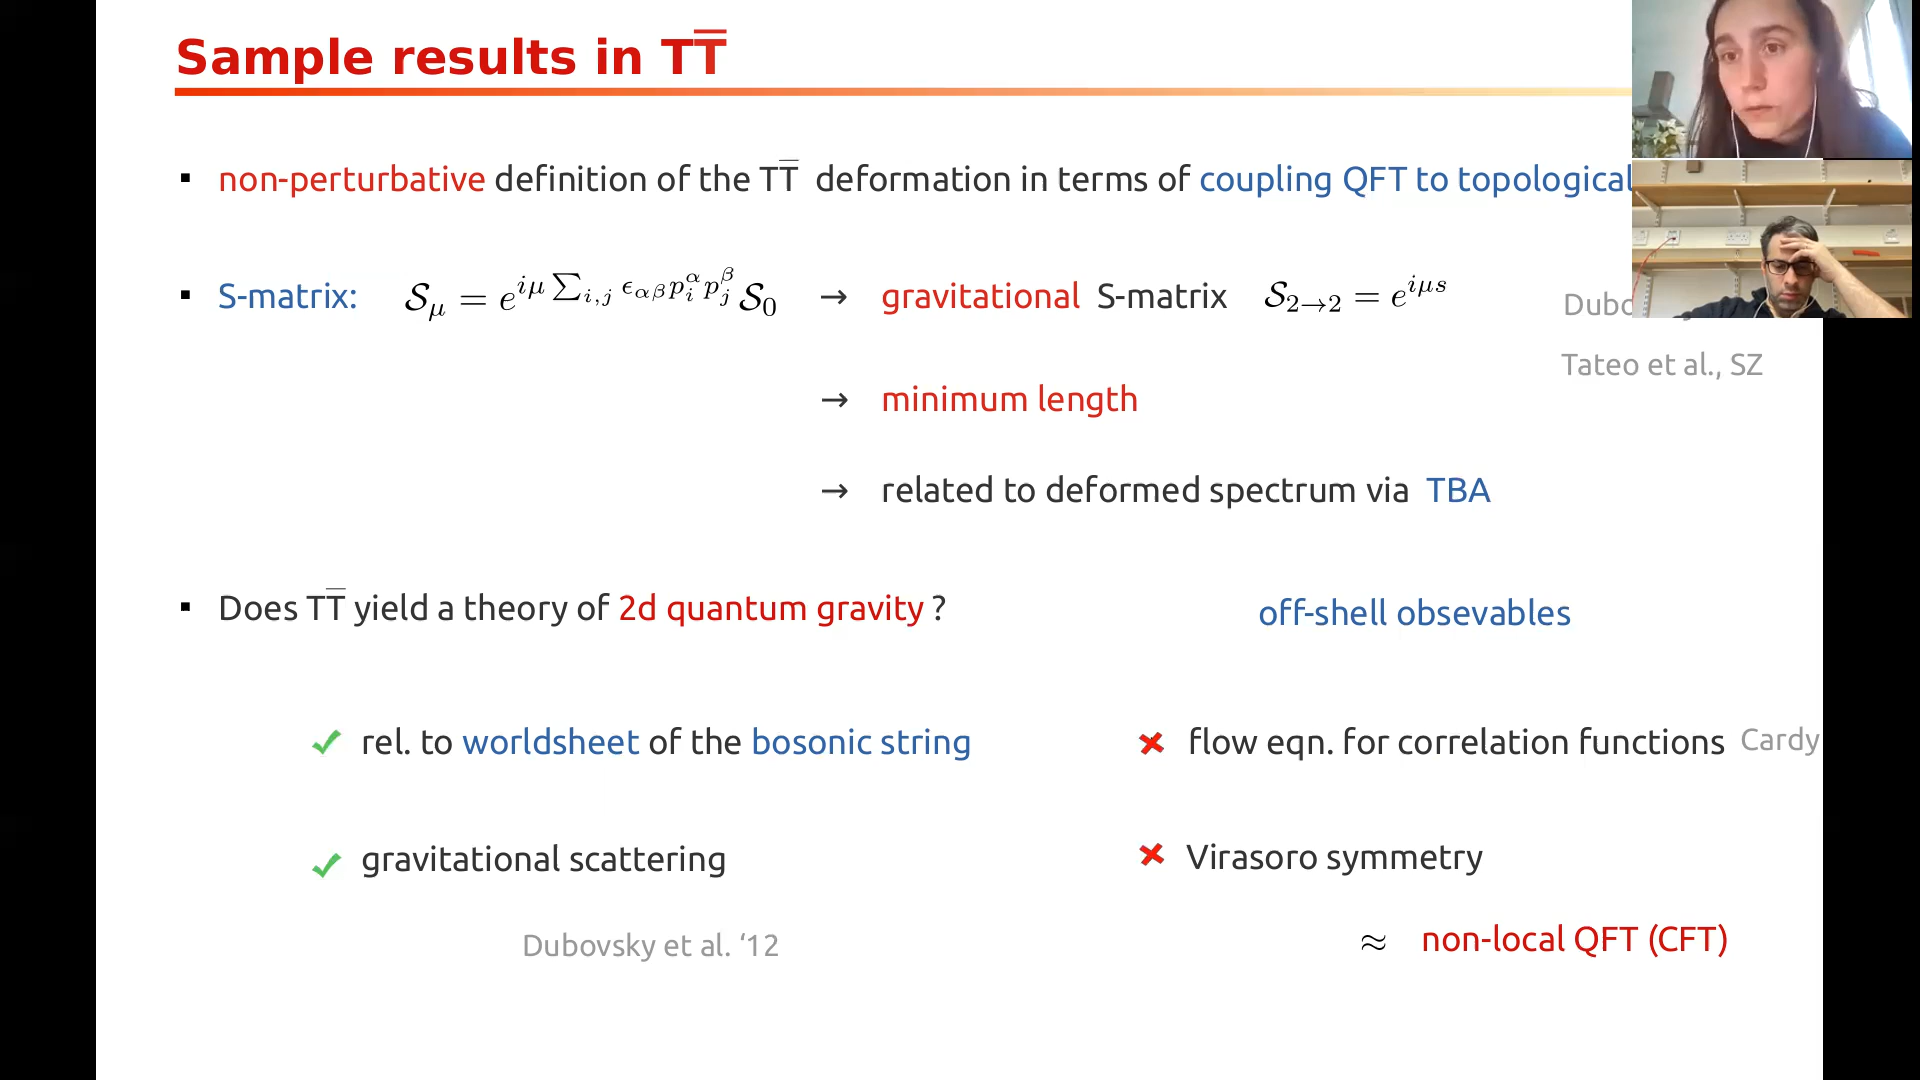 Sample results in TT̅
▪ non-perturbative definition of the TT̅ deformation in terms of coupling QFT to topological
▪ S-matrix: 𝒮_μ = e^{iμ ∑_{i,j} ϵ_{αβ} p_i^α p_j^β} 𝒮_0 → gravitational S-matrix 𝒮_{2→2} = e^{iμs}
Tateo et al., SZ
→ minimum length
→ related to deformed spectrum via TBA
▪ Does TT̅ yield a theory of 2d quantum gravity ? off-shell obsevables
✓ rel. to worldsheet of the bosonic string
✗ flow eqn. for correlation functions Cardy
✓ gravitational scattering
✗ Virasoro symmetry
≈ non-local QFT (CFT)
Dubovsky et al. ‘12